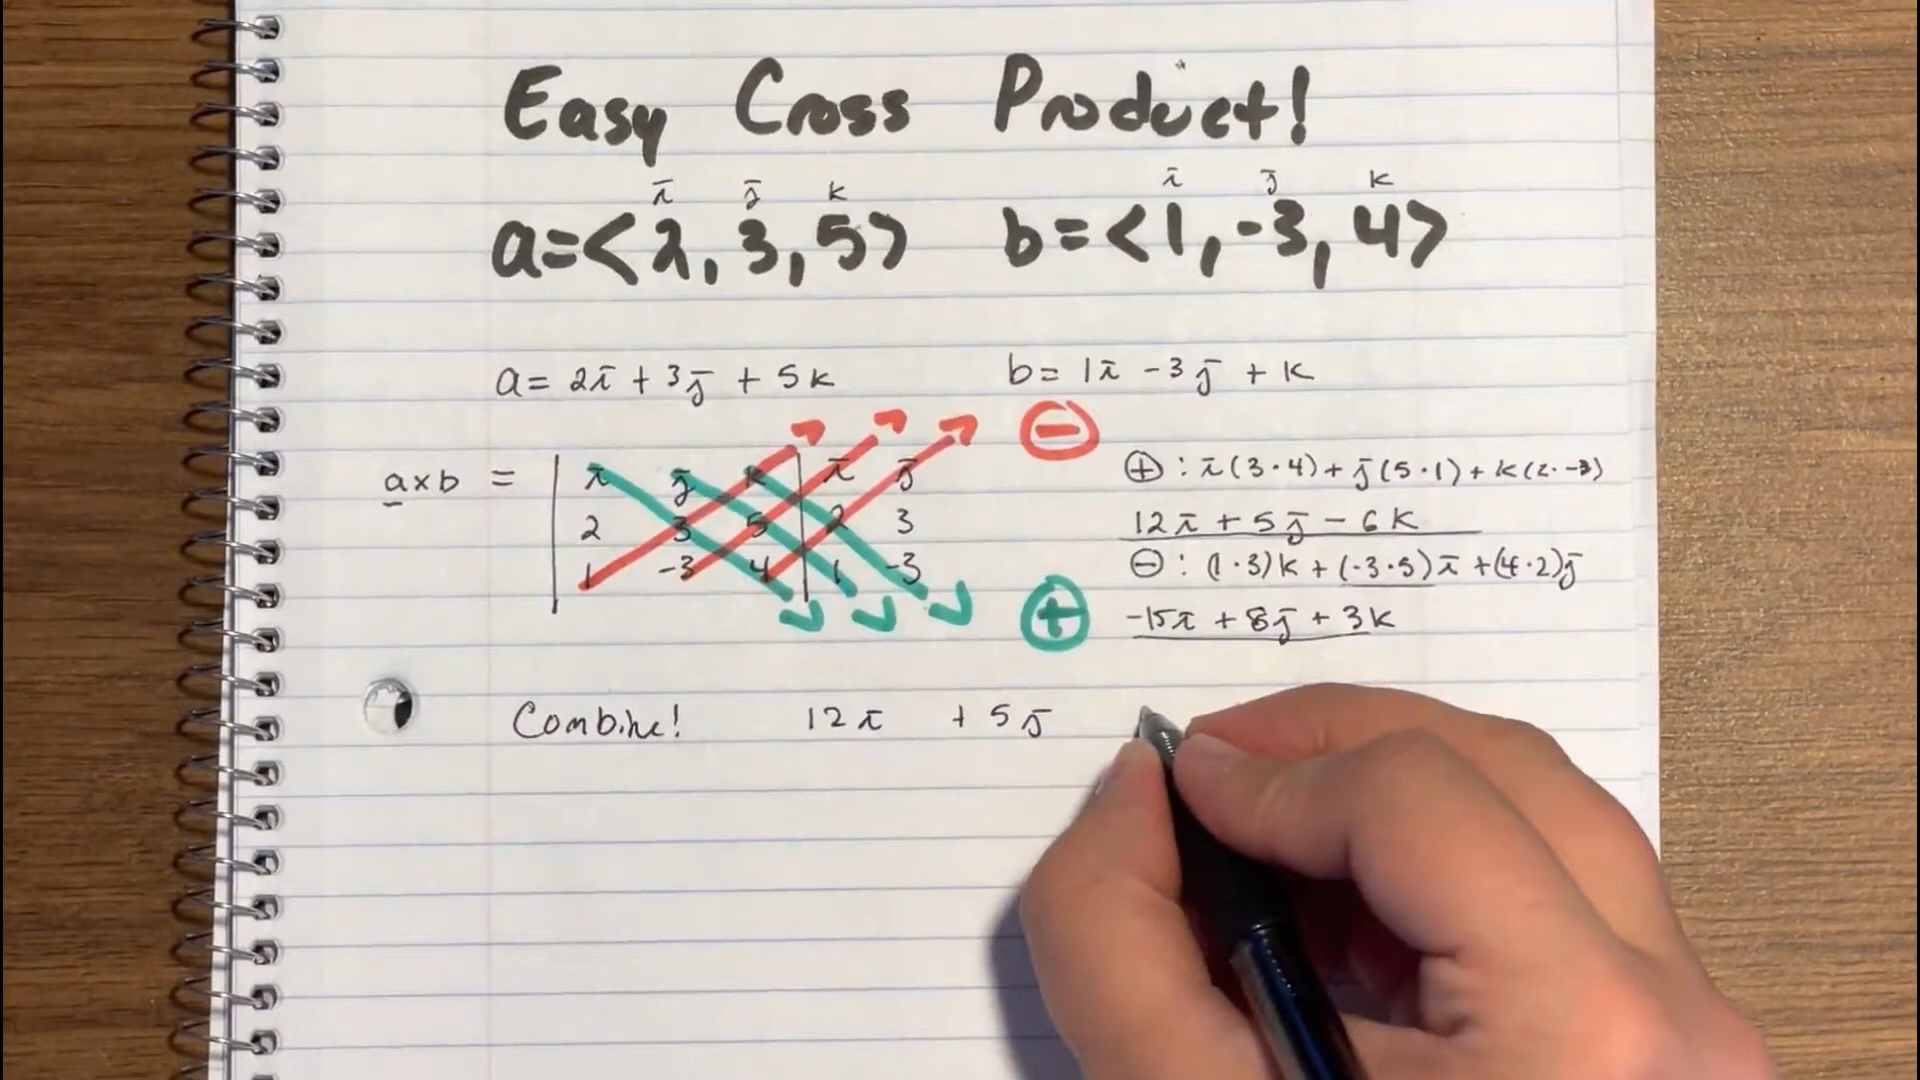 Easy Cross Product!
i j k i j k
a=<2, 3, 5> b=<1, -3, 4>
a= 2i + 3j + 5k b= 1i -3j + k
−
i j k i j
a×b = 2 3 5 2 3
1 -3 4 1 -3
+
⊕: i(3·4)+j(5·1)+k(2·-3)
12i + 5j - 6k
⊖: (1·3)k + (-3·5)i +(4·2)j
-15i + 8j + 3k
Combine! 12i + 5j